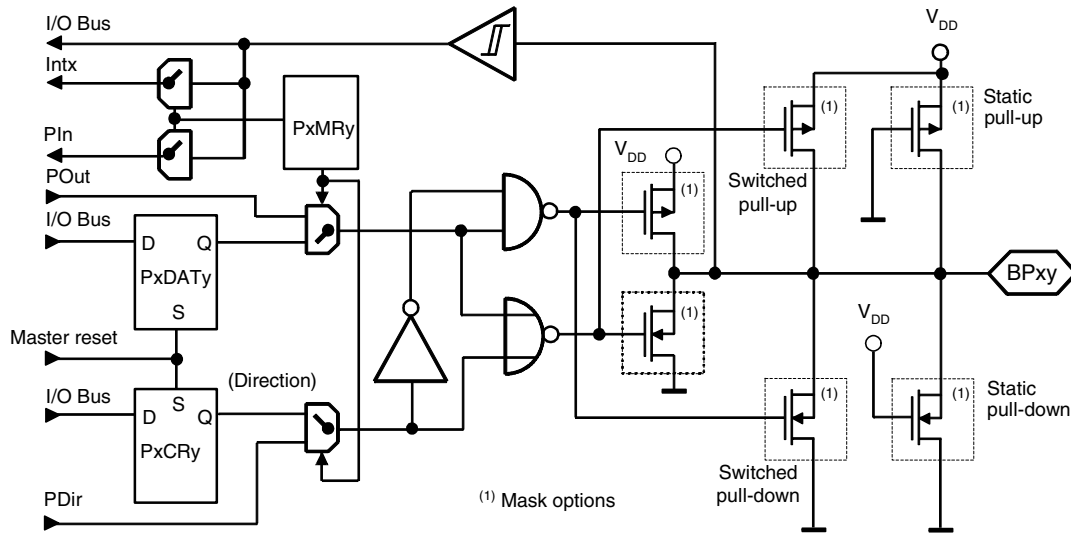 I/O Bus
V_DD
Intx
(1)
(1)
Static
pull-up
PxMRy
PIn
V_DD
Switched
pull-up
POut
(1)
I/O Bus
D
Q
PxDATy
BPxy
S
(1)
V_DD
Master reset
(Direction)
I/O Bus
S
D
Q
(1)
(1)
Static
pull-down
PxCRy
Switched
pull-down
PDir
(1) Mask options